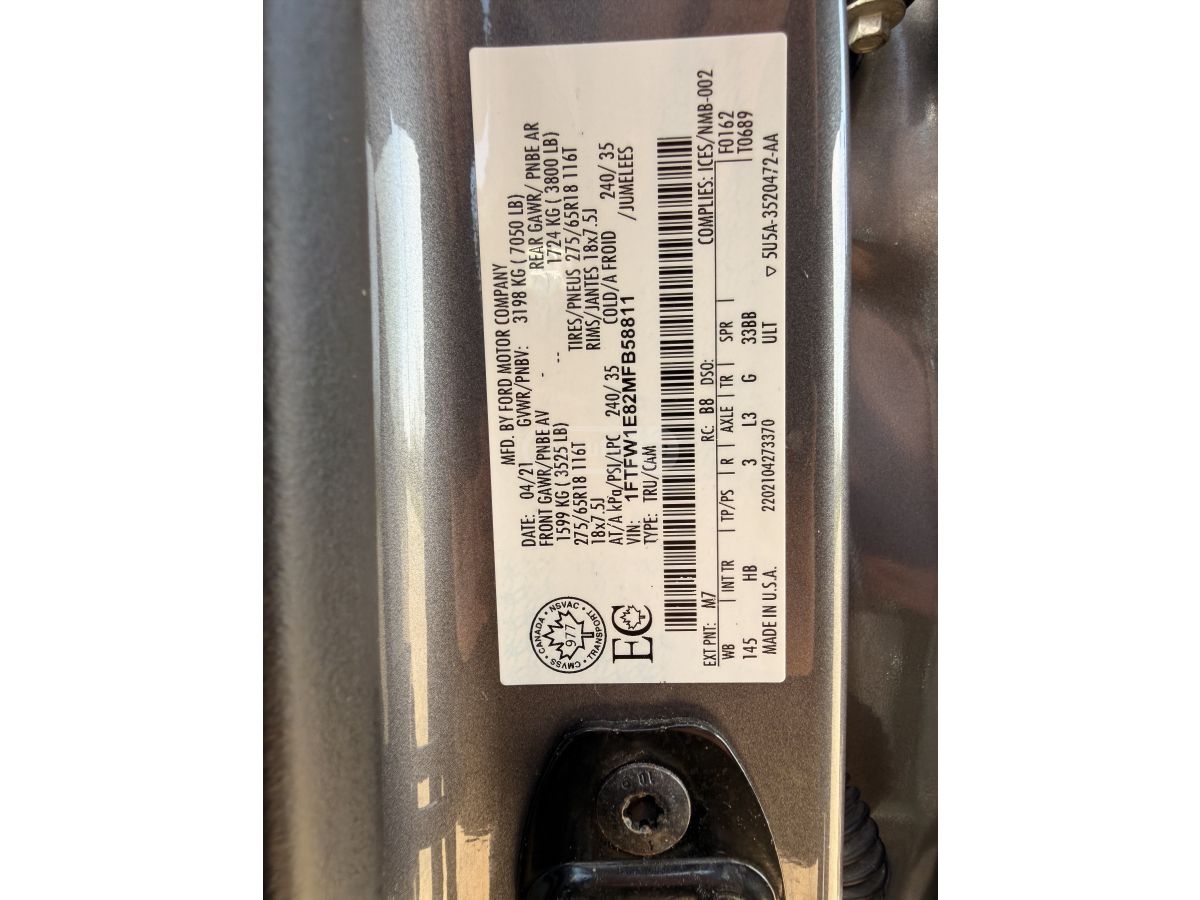 MFD. BY FORD MOTOR COMPANY
DATE: 04/21 GVWR/PNBV: 3198 KG ( 7050 LB)
FRONT GAWR/PNBE AV REAR GAWR/ PNBE AR
1599 KG ( 3525 LB) -- 1724 KG ( 3800 LB)
275/65R18 116T TIRES/PNEUS 275/65R18 116T
18x7.5J RIMS/JANTES 18x7.5J
AT/A kPa/PSI/LPC 240/ 35 COLD/A FROID 240/ 35
VIN: 1FTFW1E82MFB58811 /JUMELEES
TYPE: TRU/CAM
CANADA • NSVAC • TRANSPORT • CMVSS •
977
EC
COMPLIES: ICES/NMB-002
EXT PNT: M7 RC: B8 DSO: F0162
WB INT TR TP/PS R AXLE TR SPR T0689
145 HB 3 L3 G 33BB
MADE IN U.S.A. 2202104273370 ULT ▽ 5U5A-3520472-AA